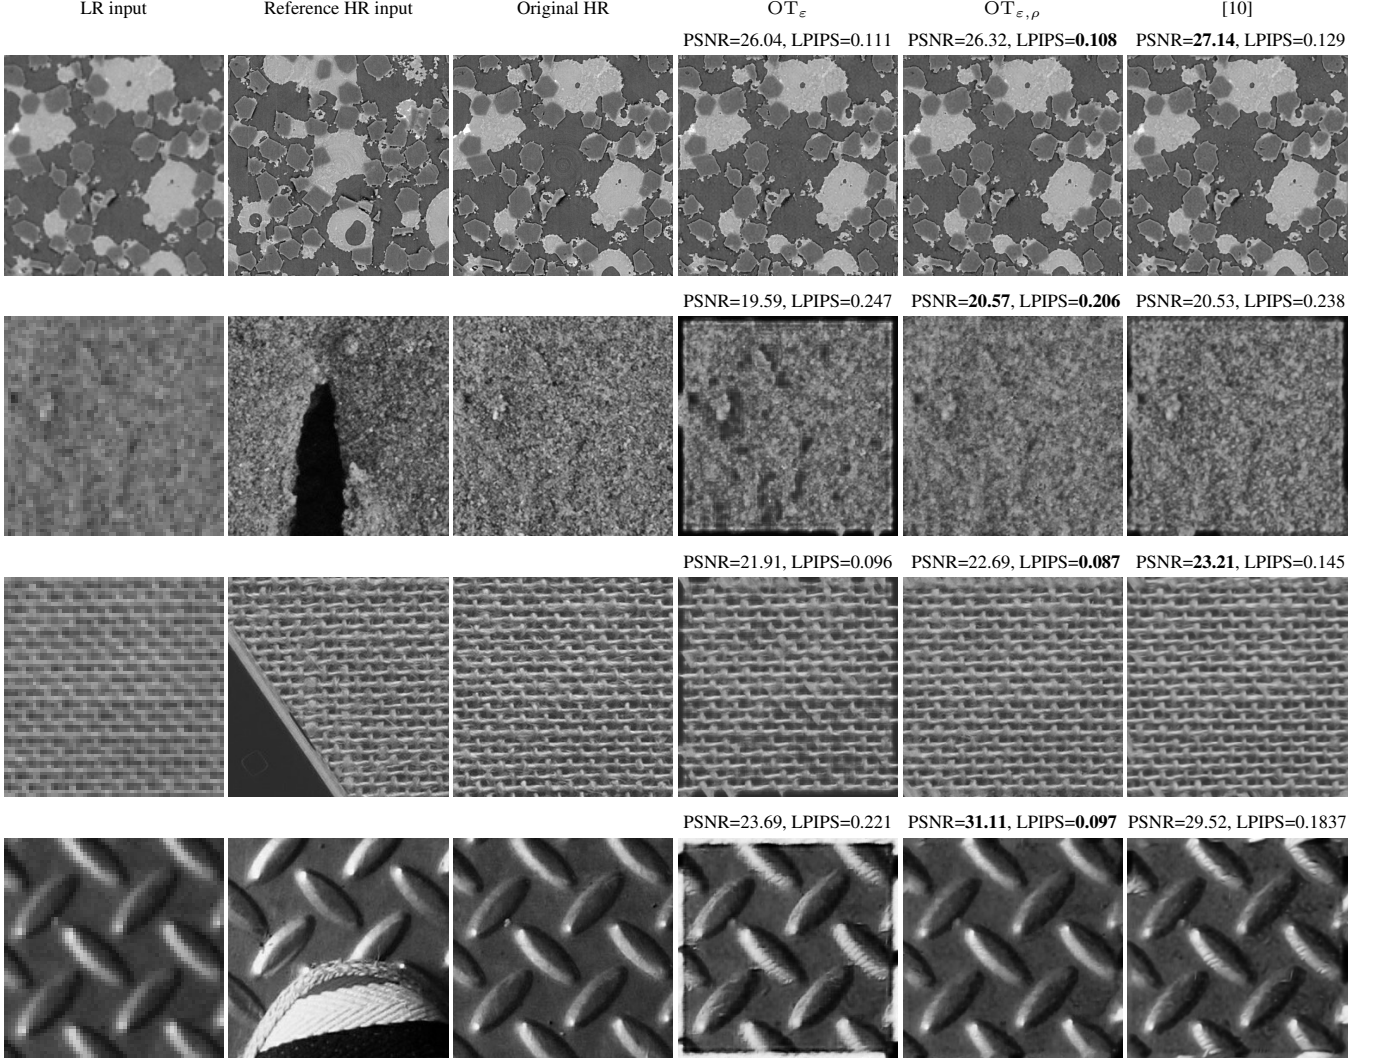 LR input Reference HR input Original HR OTε OTε,ρ [10]
PSNR=26.04, LPIPS=0.111 PSNR=26.32, LPIPS=0.108 PSNR=27.14, LPIPS=0.129
PSNR=19.59, LPIPS=0.247 PSNR=20.57, LPIPS=0.206 PSNR=20.53, LPIPS=0.238
PSNR=21.91, LPIPS=0.096 PSNR=22.69, LPIPS=0.087 PSNR=23.21, LPIPS=0.145
PSNR=23.69, LPIPS=0.221 PSNR=31.11, LPIPS=0.097 PSNR=29.52, LPIPS=0.1837